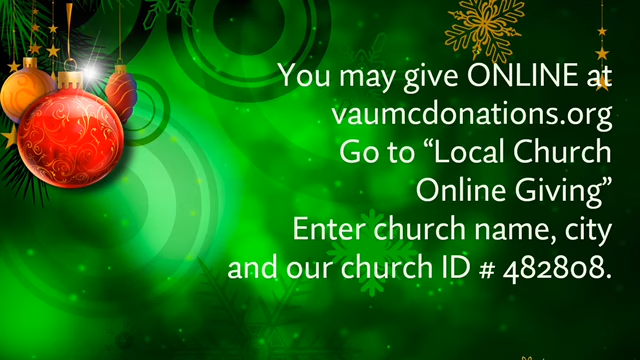 You may give ONLINE at
vaumcdonations.org
Go to “Local Church
Online Giving”
Enter church name, city
and our church ID # 482808.